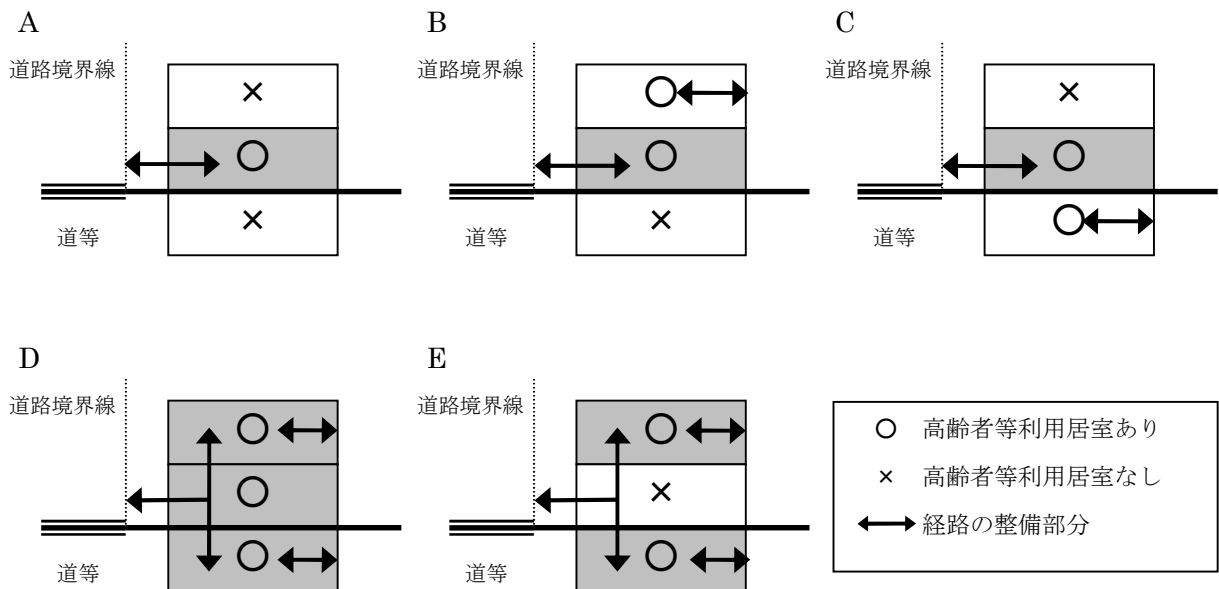 A
B
C
道路境界線
道路境界線
道路境界線
×
○
○
×
○
×
○
×
○
道等
道等
道等
D
E
道路境界線
道路境界線
○
○
○
○
×
○
道等
道等
○ 高齢者等利用居室あり
× 高齢者等利用居室なし
経路の整備部分